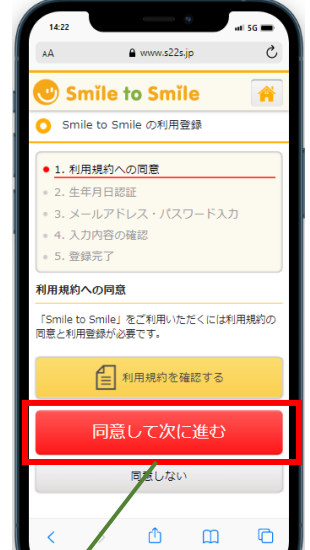 14:22
5G
AA
www.s22s.jp
Smile to Smile
Smile to Smile の利用登録
1. 利用規約への同意
2. 生年月日認証
3. メールアドレス・パスワード入力
4. 入力内容の確認
5. 登録完了
利用規約への同意
「Smile to Smile」をご利用いただくには利用規約の
同意と利用登録が必要です。
利用規約を確認する
同意して次に進む
同意しない